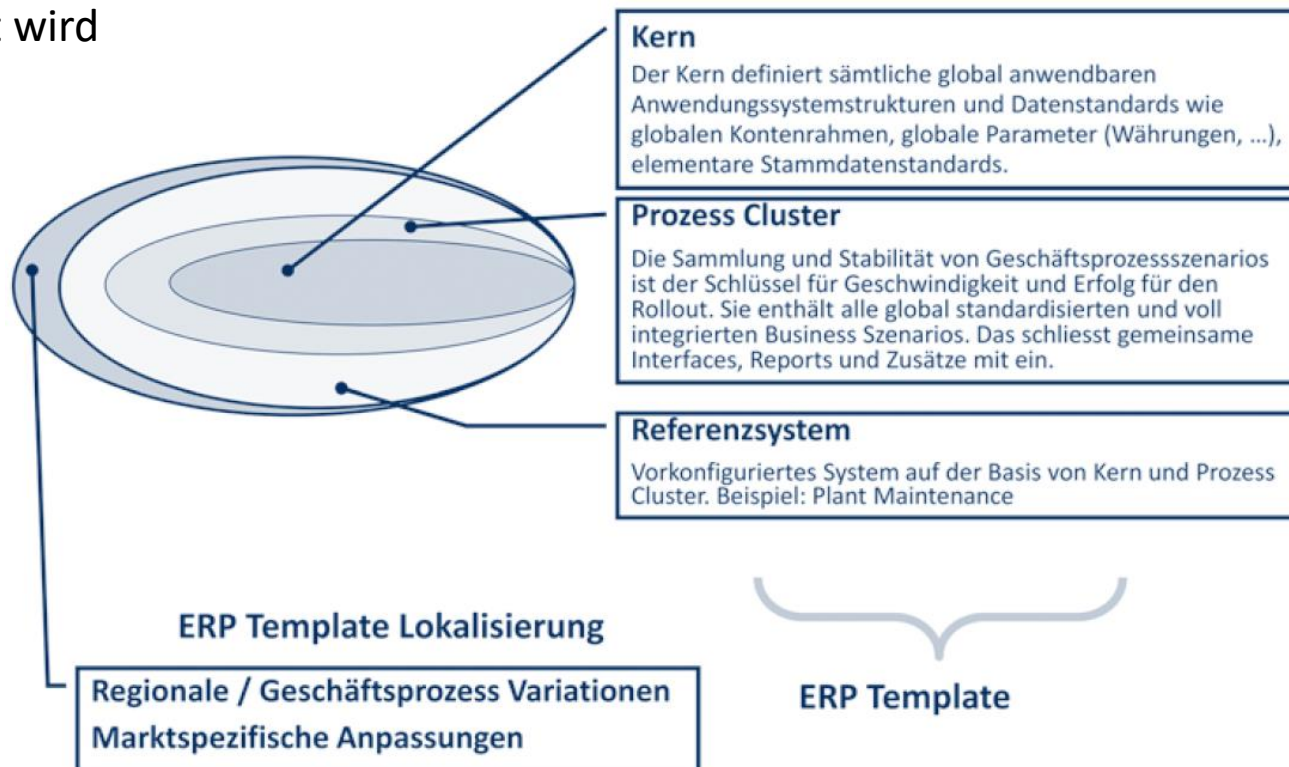 t wird
Kern
Der Kern definiert sämtliche global anwendbaren
Anwendungssystemstrukturen und Datenstandards wie
globalen Kontenrahmen, globale Parameter (Währungen, ...),
elementare Stammdatenstandards.
Prozess Cluster
Die Sammlung und Stabilität von Geschäftsprozessszenarios
ist der Schlüssel für Geschwindigkeit und Erfolg für den
Rollout. Sie enthält alle global standardisierten und voll
integrierten Business Szenarios. Das schliesst gemeinsame
Interfaces, Reports und Zusätze mit ein.
Referenzsystem
Vorkonfiguriertes System auf der Basis von Kern und Prozess
Cluster. Beispiel: Plant Maintenance
ERP Template Lokalisierung
Regionale / Geschäftsprozess Variationen
Marktspezifische Anpassungen
ERP Template